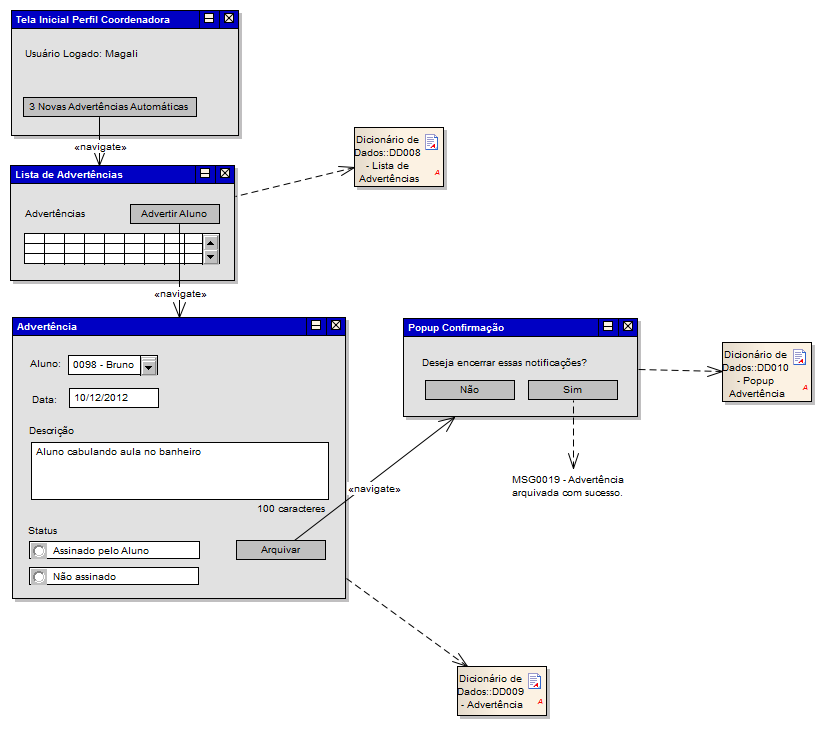 Tela Inicial Perfil Coordenadora
Usuário Logado: Magali
3 Novas Advertências Automáticas
«navigate»
Lista de Advertências
Advertências
Advertir Aluno
Dicionário de
Dados::DD008
- Lista de
Advertências
«navigate»
Advertência
Aluno:
0098 - Bruno
Data:
10/12/2012
Descrição
Aluno cabulando aula no banheiro
100 caracteres
Status
Assinado pelo Aluno
Não assinado
Arquivar
«navigate»
Popup Confirmação
Deseja encerrar essas notificações?
Não
Sim
MSG0019 - Advertência
arquivada com sucesso.
Dicionário de
Dados::DD010
- Popup
Advertência
Dicionário de
Dados::DD009
- Advertência